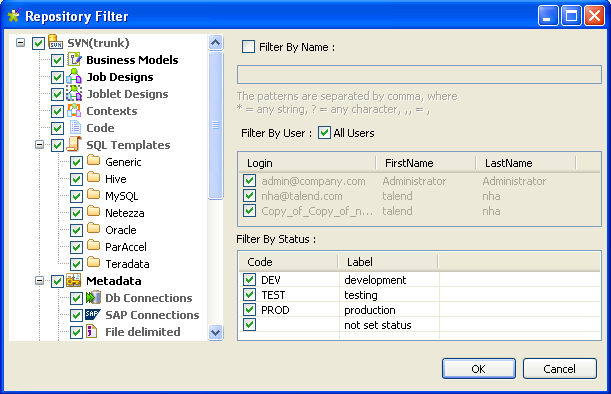 Repository Filter
SVN(trunk)
Business Models
Job Designs
Joblet Designs
Contexts
Code
SQL Templates
Generic
Hive
MySQL
Netezza
Oracle
ParAccel
Teradata
Metadata
Db Connections
SAP Connections
File delimited
Filter By Name :
The patterns are separated by comma, where
* = any string, ? = any character, ,, = ,
Filter By User : All Users
Login FirstName LastName
admin@company.com Administrator Administrator
nha@talend.com talend nha
Copy_of_Copy_of_n... talend nha
Filter By Status :
Code Label
DEV development
TEST testing
PROD production
not set status
OK Cancel